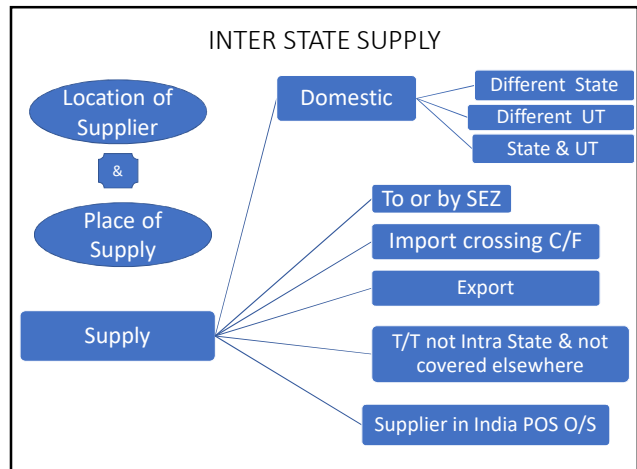 INTER STATE SUPPLY
Location of
Supplier
&
Place of
Supply
Supply
Domestic
Different State
Different UT
State & UT
To or by SEZ
Import crossing C/F
Export
T/T not Intra State & not
covered elsewhere
Supplier in India POS O/S